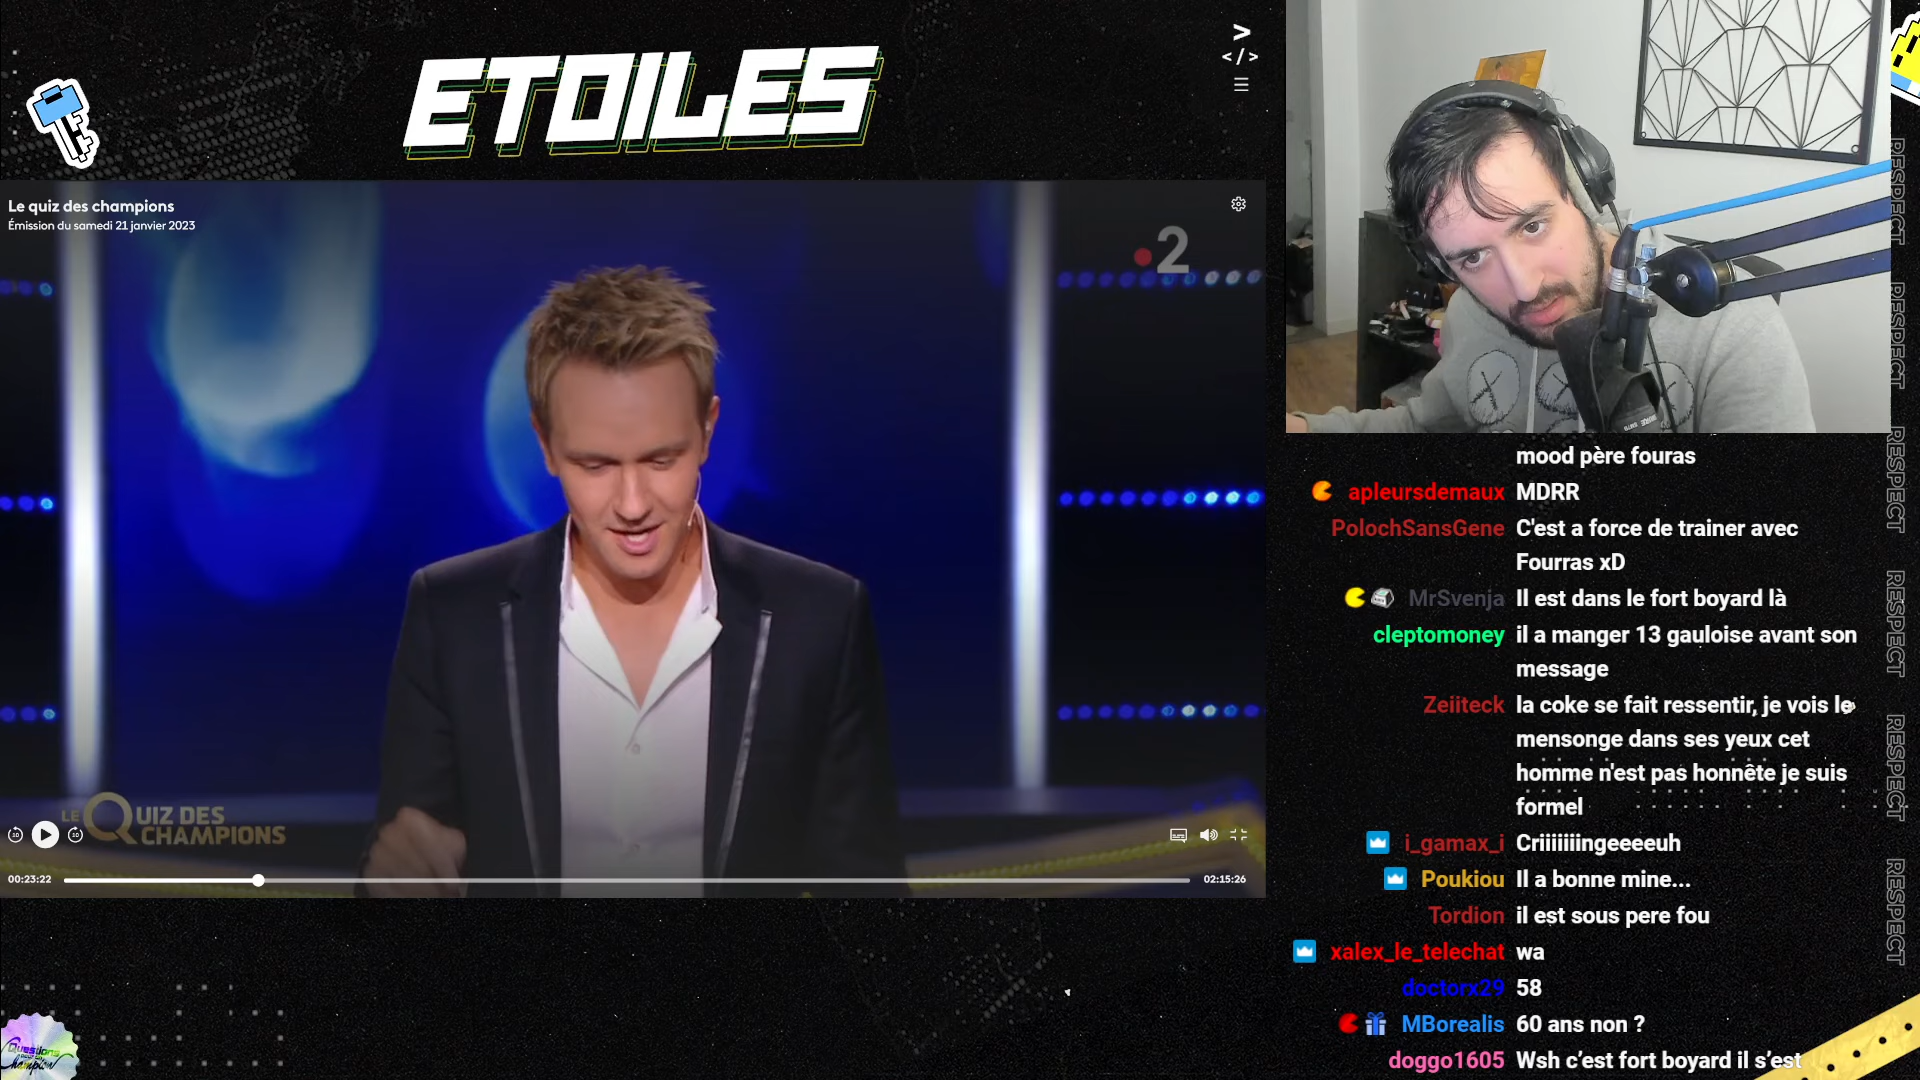 ETOILES
>
</>
Le quiz des champions
Émission du samedi 21 janvier 2023
2
LE QUIZ DES
CHAMPIONS
10
10
00:23:22
02:15:26
mood père fouras
apleursdemaux MDRR
PolochSansGene C'est a force de trainer avec
Fourras xD
MrSvenja Il est dans le fort boyard là
cleptomoney il a manger 13 gauloise avant son
message
Zeiiteck la coke se fait ressentir, je vois le
mensonge dans ses yeux cet
homme n'est pas honnête je suis
formel
i_gamax_i Criiiiiiingeeeeuh
Poukiou Il a bonne mine...
Tordion il est sous pere fou
xalex_le_telechat wa
doctorx29 58
MBorealis 60 ans non ?
doggo1605 Wsh c’est fort boyard il s’est
RESPECT
RESPECT
RESPECT
RESPECT
RESPECT
RESPECT
Questions
Champion